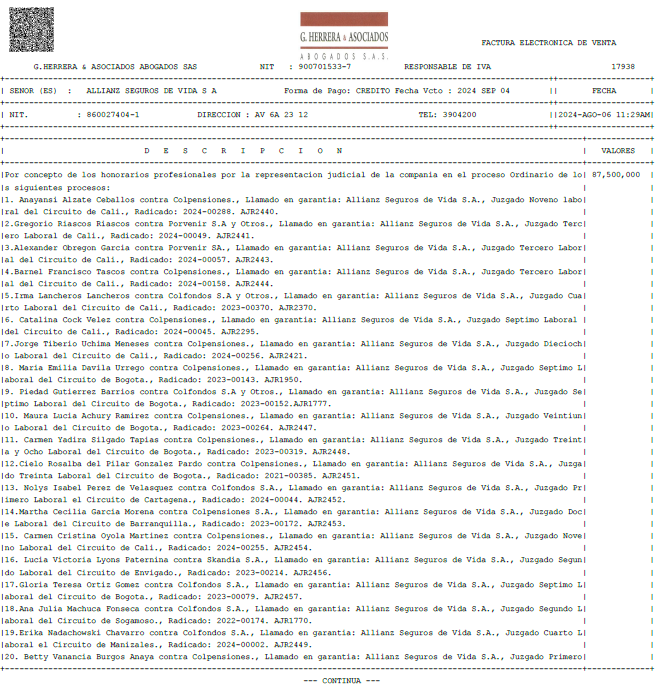 G. HERRERA & ASOCIADOS
ABOGADOS S.A.S.
FACTURA ELECTRONICA DE VENTA
G.HERRERA & ASOCIADOS ABOGADOS SAS NIT : 900701533-7 RESPONSABLE DE IVA 17938
SENOR (ES) : ALLIANZ SEGUROS DE VIDA S A Forma de Pago: CREDITO Fecha Vcto : 2024 SEP 04 || FECHA
NIT. : 860027404-1 DIRECCION : AV 6A 23 12 TEL: 3904200 ||2024-AGO-06 11:29AM|
| D E S C R I P C I O N | VALORES |
|Por concepto de los honorarios profesionales por la representacion judicial de la compania en el proceso Ordinario de lo| 87,500,000 |
|s siguientes procesos:
|1. Anayansi Alzate Ceballos contra Colpensiones., Llamado en garantia: Allianz Seguros de Vida S.A., Juzgado Noveno labo|
|ral del Circuito de Cali., Radicado: 2024-00288. AJR2440.
|2.Gregorio Riascos Riascos contra Porvenir S.A y Otros., Llamado en garantia: Allianz Seguros de Vida S.A., Juzgado Terc|
|ero Laboral de Cali., Radicado: 2024-00049. AJR2441.
|3.Alexander Obregon Garcia contra Porvenir SA., Llamado en garantia: Allianz Seguros de Vida S.A., Juzgado Tercero Labor|
|al del Circuito de Cali., Radicado: 2024-00057. AJR2443.
|4.Barnel Francisco Tascos contra Colpensiones., Llamado en garantia: Allianz Seguros de Vida S.A., Juzgado Tercero Labor|
|al del Circuito de Cali., Radicado: 2024-00158. AJR2444.
|5.Irma Lancheros Lancheros contra Colfondos S.A y Otros., Llamado en garantia: Allianz Seguros de Vida S.A., Juzgado Cua|
|rto Laboral del Circuito de Cali., Radicado: 2023-00370. AJR2370.
|6. Catalina Cock Velez contra Colpensiones., Llamado en garantia: Allianz Seguros de Vida S.A., Juzgado Septimo Laboral |
|del Circuito de Cali., Radicado: 2024-00045. AJR2295.
|7.Jorge Tiberio Uchima Meneses contra Colpensiones., Llamado en garantia: Allianz Seguros de Vida S.A., Juzgado Diecioch|
|o Laboral del Circuito de Cali., Radicado: 2024-00256. AJR2421.
|8. Maria Emilia Davila Urrego contra Colpensiones., Llamado en garantia: Allianz Seguros de Vida S.A., Juzgado Septimo L|
|aboral del Circuito de Bogota., Radicado: 2023-00143. AJR1950.
|9. Piedad Gutierrez Barrios contra Colfondos S.A y Otros., Llamado en garantia: Allianz Seguros de Vida S.A., Juzgado Se|
|ptimo Laboral del Circuito de Bogota., Radicado: 2023-00152.AJR1777.
|10. Maura Lucia Achury Ramirez contra Colpensiones., Llamado en garantia: Allianz Seguros de Vida S.A., Juzgado Veintiun|
|o Laboral del Circuito de Bogota., Radicado: 2023-00264. AJR2447.
|11. Carmen Yadira Silgado Tapias contra Colpensiones., Llamado en garantia: Allianz Seguros de Vida S.A., Juzgado Treint|
|a y Ocho Laboral del Circuito de Bogota., Radicado: 2023-00319. AJR2448.
|12.Cielo Rosalba del Pilar Gonzalez Pardo contra Colpensiones., Llamado en garantia: Allianz Seguros de Vida S.A., Juzga|
|do Treinta Laboral del Circuito de Bogota., Radicado: 2021-00385. AJR2451.
|13. Nolys Isabel Perez de Velasquez contra Colfondos S.A., Llamado en garantia: Allianz Seguros de Vida S.A., Juzgado Pr|
|imero Laboral el Circuito de Cartagena., Radicado: 2024-00044. AJR2452.
|14.Martha Cecilia Garcia Morena contra Colpensiones S.A., Llamado en garantia: Allianz Seguros de Vida S.A., Juzgado Doc|
|e Laboral del Circuito de Barranquilla., Radicado: 2023-00172. AJR2453.
|15. Carmen Cristina Oyola Martinez contra Colpensiones., Llamado en garantia: Allianz Seguros de Vida S.A., Juzgado Nove|
|no Laboral del Circuito de Cali., Radicado: 2024-00255. AJR2454.
|16. Lucia Victoria Lyons Paternina contra Skandia S.A., Llamado en garantia: Allianz Seguros de Vida S.A., Juzgado Segun|
|do Laboral del Circuito de Envigado., Radicado: 2023-00214. AJR2456.
|17.Gloria Teresa Ortiz Gomez contra Colfondos S.A., Llamado en garantia: Allianz Seguros de Vida S.A., Juzgado Septimo L|
|aboral del Circuito de Bogota., Radicado: 2023-00079. AJR2457.
|18.Ana Julia Machuca Fonseca contra Colfondos S.A., Llamado en garantia: Allianz Seguros de Vida S.A., Juzgado Segundo L|
|aboral del Circuito de Sogamoso., Radicado: 2022-00174. AJR1770.
|19.Erika Nadachowski Chavarro contra Colfondos S.A., Llamado en garantia: Allianz Seguros de Vida S.A., Juzgado Cuarto L|
|aboral el Circuito de Manizales., Radicado: 2024-00002. AJR2449.
|20. Betty Vanancia Burgos Anaya contra Colpensiones., Llamado en garantia: Allianz Seguros de Vida S.A., Juzgado Primero|
--- CONTINUA ---